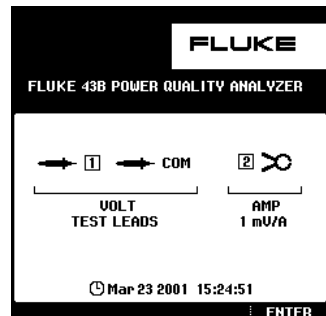 FLUKE
FLUKE 43B POWER QUALITY ANALYZER
1 COM 2
VOLT AMP
TEST LEADS 1 mV/A
Mar 23 2001 15:24:51
ENTER